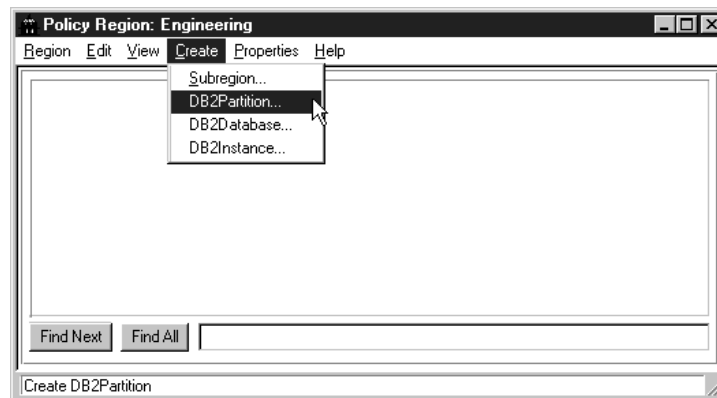 Policy Region: Engineering
Region Edit View Create Properties Help
Subregion...
DB2Partition...
DB2Database...
DB2Instance...
Find Next Find All
Create DB2Partition